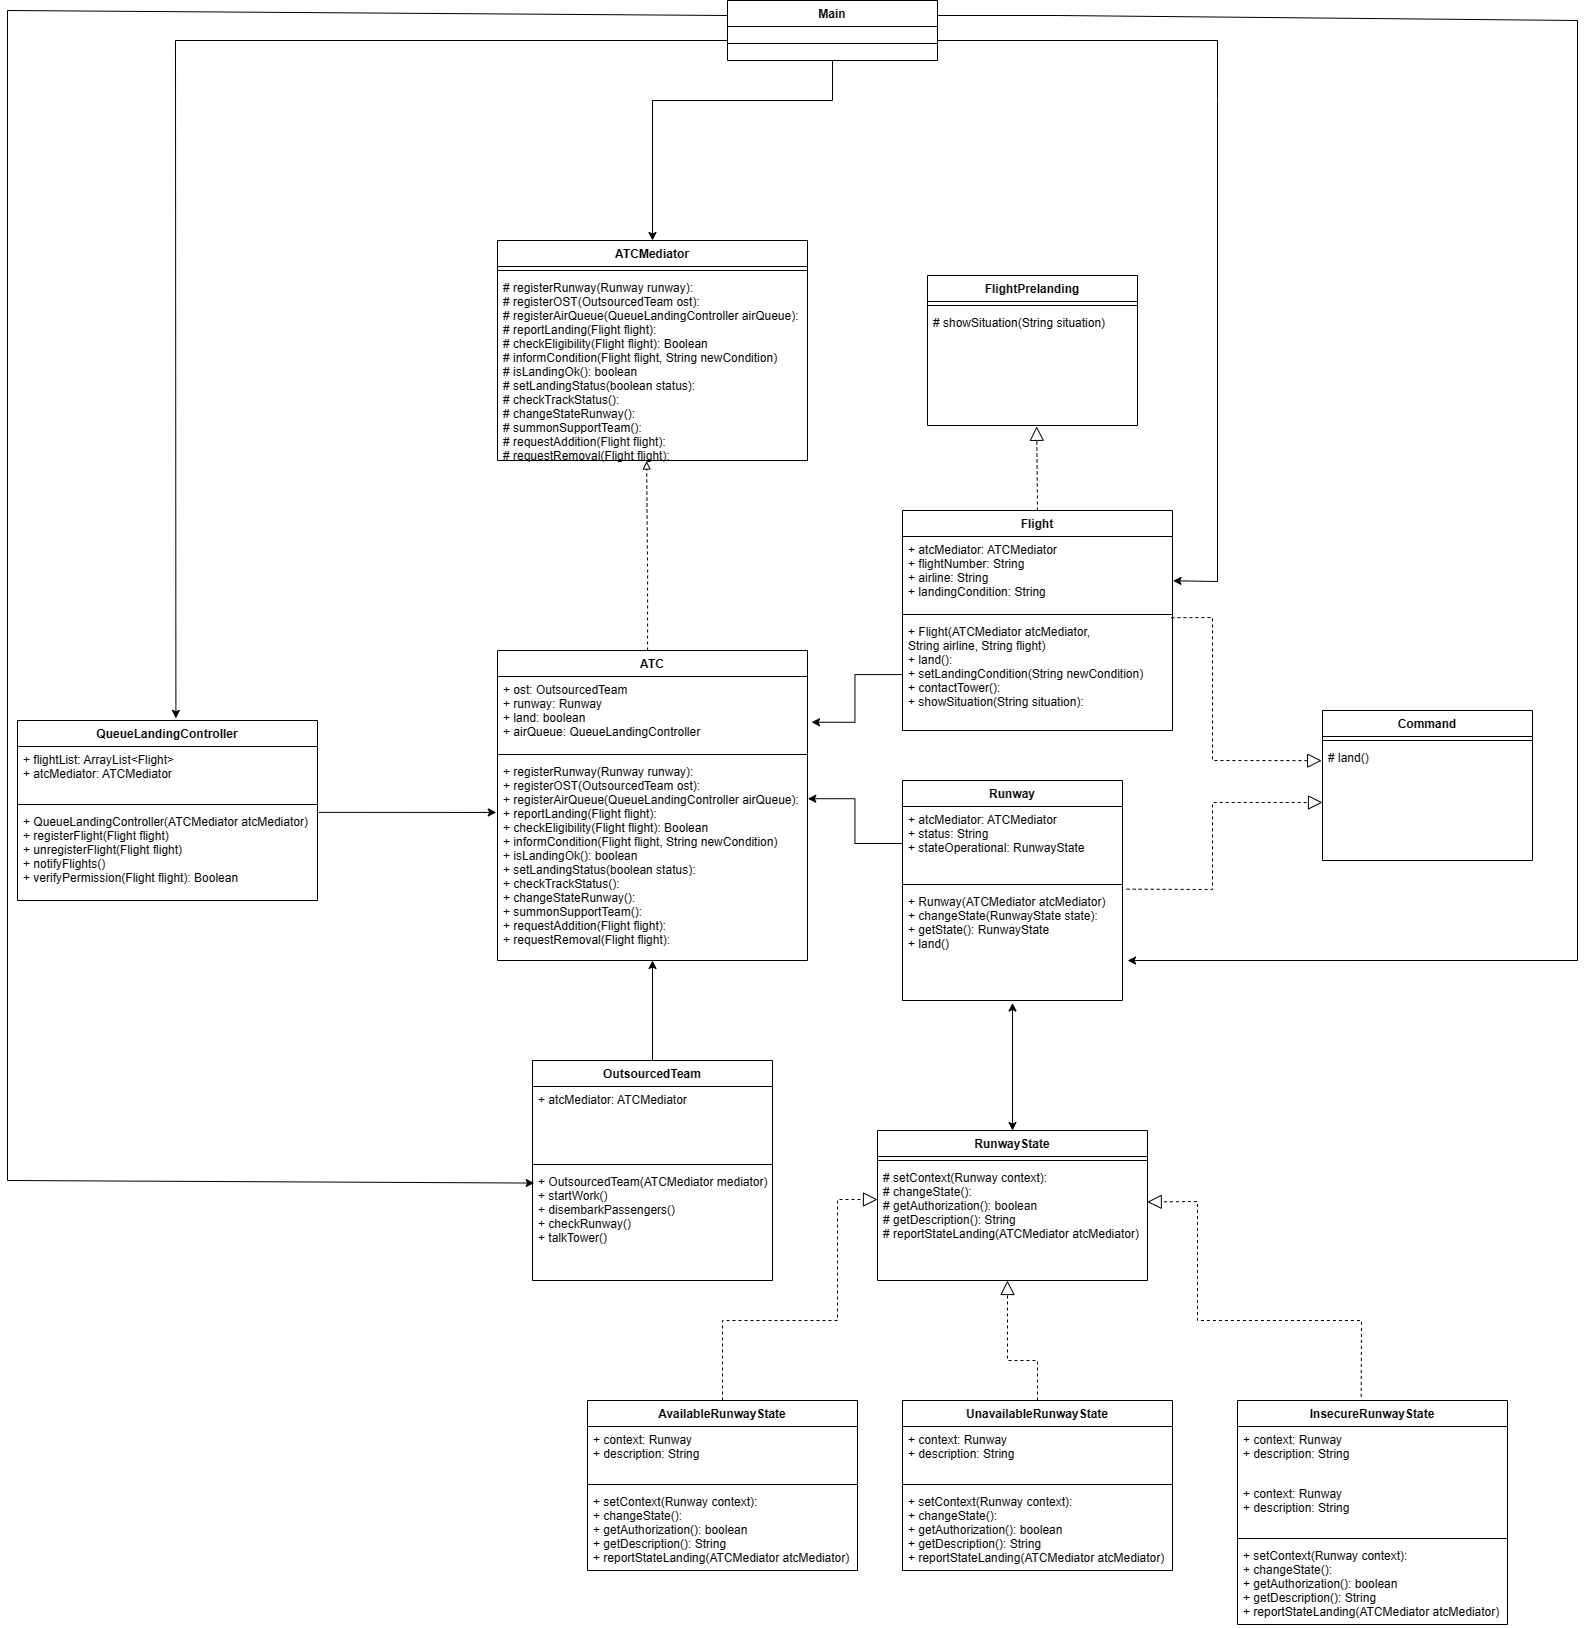 Main
ATCMediator
# registerRunway(Runway runway):
# registerOST(OutsourcedTeam ost):
# registerAirQueue(QueueLandingController airQueue):
# reportLanding(Flight flight):
# checkEligibility(Flight flight): Boolean
# informCondition(Flight flight, String newCondition)
# isLandingOk(): boolean
# setLandingStatus(boolean status):
# checkTrackStatus():
# changeStateRunway():
# summonSupportTeam():
# requestAddition(Flight flight):
# requestRemoval(Flight flight):
FlightPrelanding
# showSituation(String situation)
Flight
+ atcMediator: ATCMediator
+ flightNumber: String
+ airline: String
+ landingCondition: String
+ Flight(ATCMediator atcMediator,
String airline, String flight)
+ land():
+ setLandingCondition(String newCondition)
+ contactTower():
+ showSituation(String situation):
ATC
+ ost: OutsourcedTeam
+ runway: Runway
+ land: boolean
+ airQueue: QueueLandingController
+ registerRunway(Runway runway):
+ registerOST(OutsourcedTeam ost):
+ registerAirQueue(QueueLandingController airQueue):
+ reportLanding(Flight flight):
+ checkEligibility(Flight flight): Boolean
+ informCondition(Flight flight, String newCondition)
+ isLandingOk(): boolean
+ setLandingStatus(boolean status):
+ checkTrackStatus():
+ changeStateRunway():
+ summonSupportTeam():
+ requestAddition(Flight flight):
+ requestRemoval(Flight flight):
QueueLandingController
+ flightList: ArrayList<Flight>
+ atcMediator: ATCMediator
+ QueueLandingController(ATCMediator atcMediator)
+ registerFlight(Flight flight)
+ unregisterFlight(Flight flight)
+ notifyFlights()
+ verifyPermission(Flight flight): Boolean
Command
# land()
Runway
+ atcMediator: ATCMediator
+ status: String
+ stateOperational: RunwayState
+ Runway(ATCMediator atcMediator)
+ changeState(RunwayState state):
+ getState(): RunwayState
+ land()
OutsourcedTeam
+ atcMediator: ATCMediator
+ OutsourcedTeam(ATCMediator mediator)
+ startWork()
+ disembarkPassengers()
+ checkRunway()
+ talkTower()
RunwayState
# setContext(Runway context):
# changeState():
# getAuthorization(): boolean
# getDescription(): String
# reportStateLanding(ATCMediator atcMediator)
AvailableRunwayState
+ context: Runway
+ description: String
+ setContext(Runway context):
+ changeState():
+ getAuthorization(): boolean
+ getDescription(): String
+ reportStateLanding(ATCMediator atcMediator)
UnavailableRunwayState
+ context: Runway
+ description: String
+ setContext(Runway context):
+ changeState():
+ getAuthorization(): boolean
+ getDescription(): String
+ reportStateLanding(ATCMediator atcMediator)
InsecureRunwayState
+ context: Runway
+ description: String
+ context: Runway
+ description: String
+ setContext(Runway context):
+ changeState():
+ getAuthorization(): boolean
+ getDescription(): String
+ reportStateLanding(ATCMediator atcMediator)